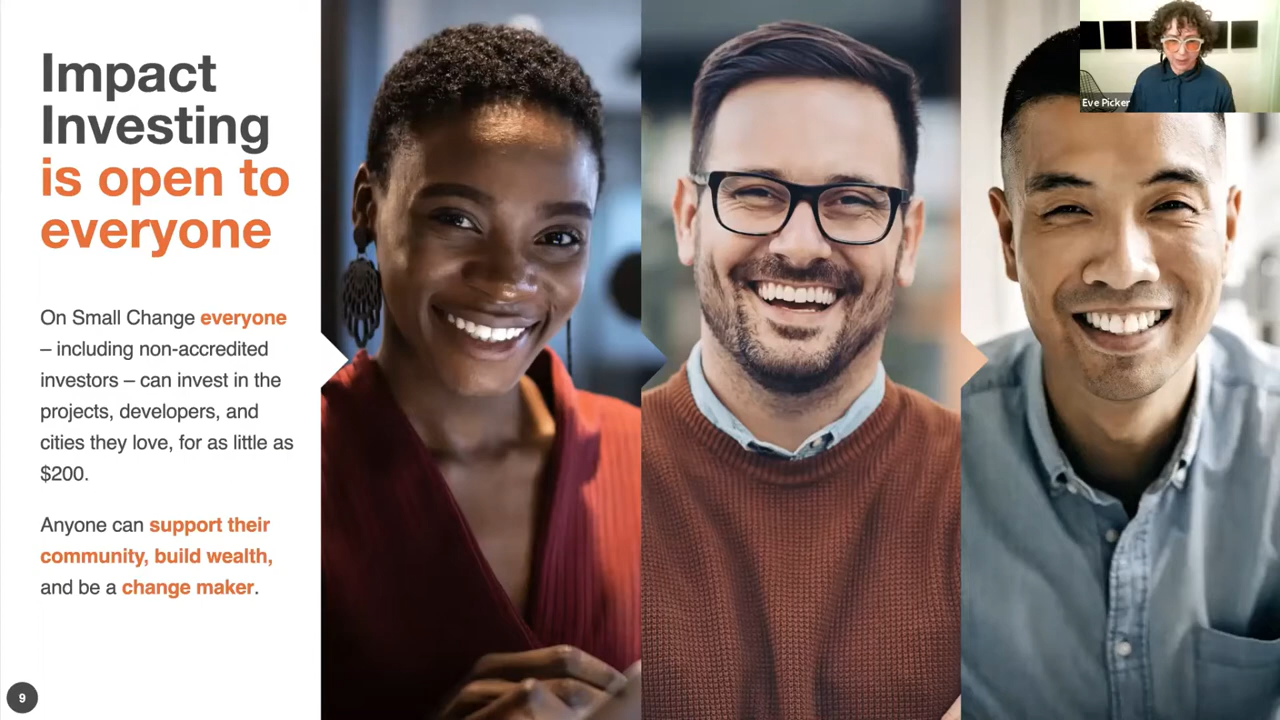 Impact
Investing
is open to
everyone
On Small Change everyone
– including non-accredited
investors – can invest in the
projects, developers, and
cities they love, for as little as
$200.
Anyone can support their
community, build wealth,
and be a change maker.
9
Eve Picker